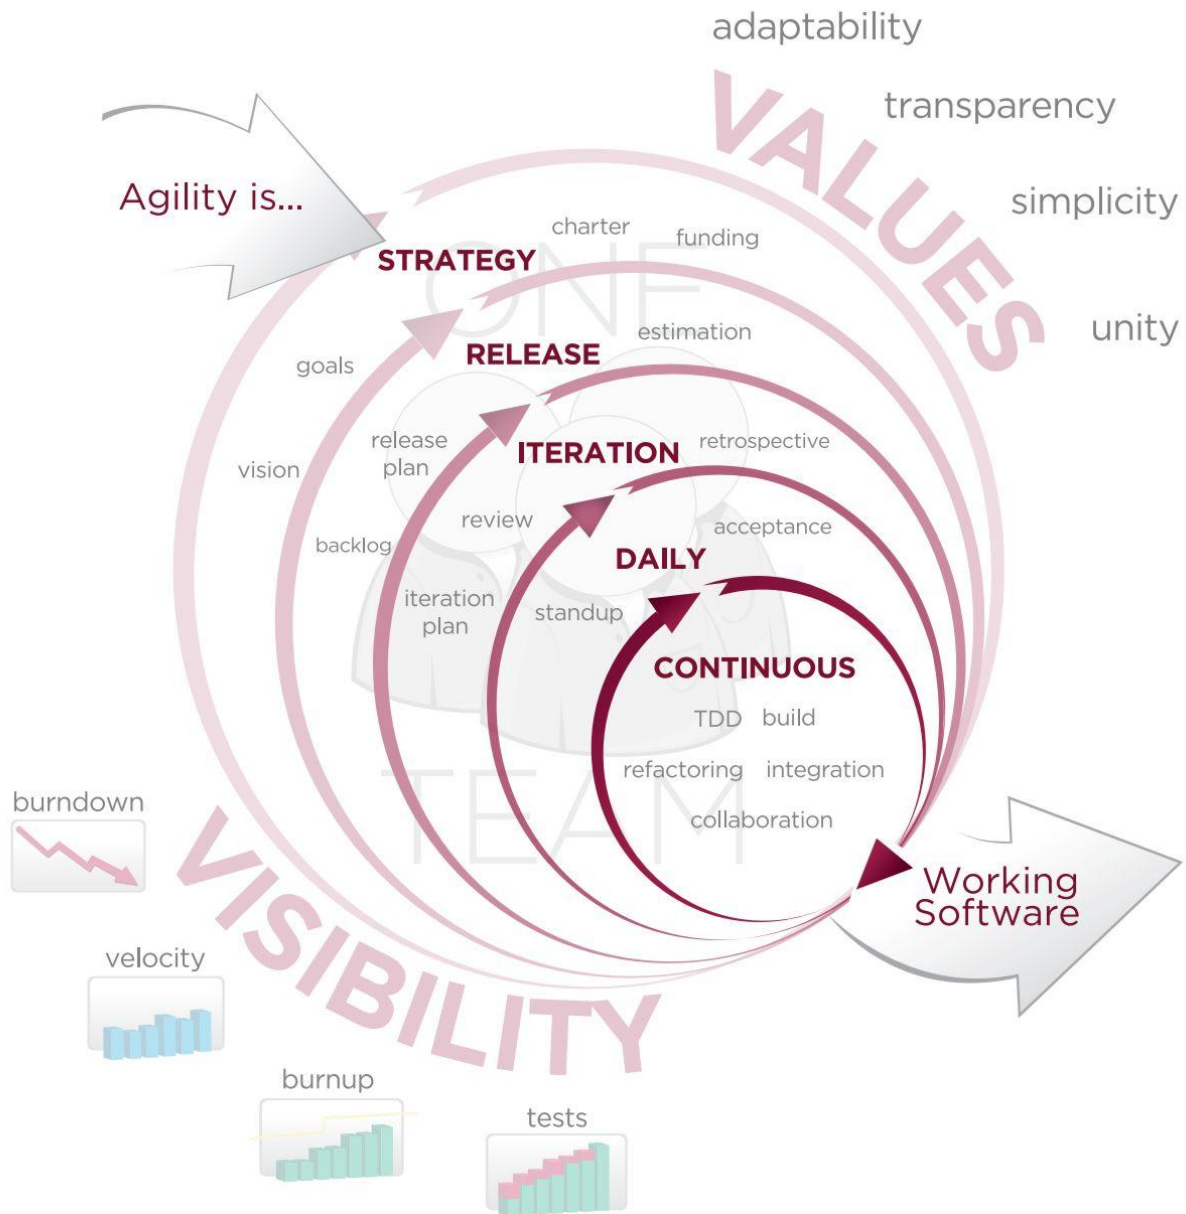 adaptability
transparency
simplicity
unity
VALUES
Agility is...
STRATEGY
charter
funding
goals
vision
RELEASE
estimation
release
plan
backlog
ITERATION
retrospective
review
iteration
plan
DAILY
acceptance
standup
CONTINUOUS
TDD
build
refactoring
integration
collaboration
ONE
TEAM
Working
Software
VISIBILITY
burndown
velocity
burnup
tests